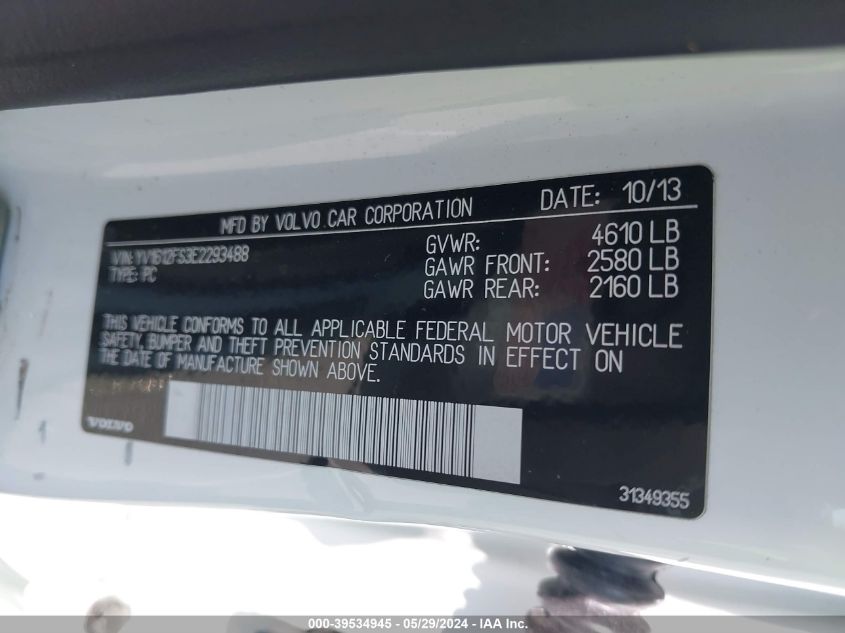 MFD BY VOLVO CAR CORPORATION DATE: 10/13
VIN: YV1612FS3E2293488 GVWR: 4610 LB
TYPE: PC GAWR FRONT: 2580 LB
GAWR REAR: 2160 LB
THIS VEHICLE CONFORMS TO ALL APPLICABLE FEDERAL MOTOR VEHICLE
SAFETY, BUMPER AND THEFT PREVENTION STANDARDS IN EFFECT ON
THE DATE OF MANUFACTURE SHOWN ABOVE.
VOLVO
31349355
000-39534945 - 05/29/2024 - IAA Inc.